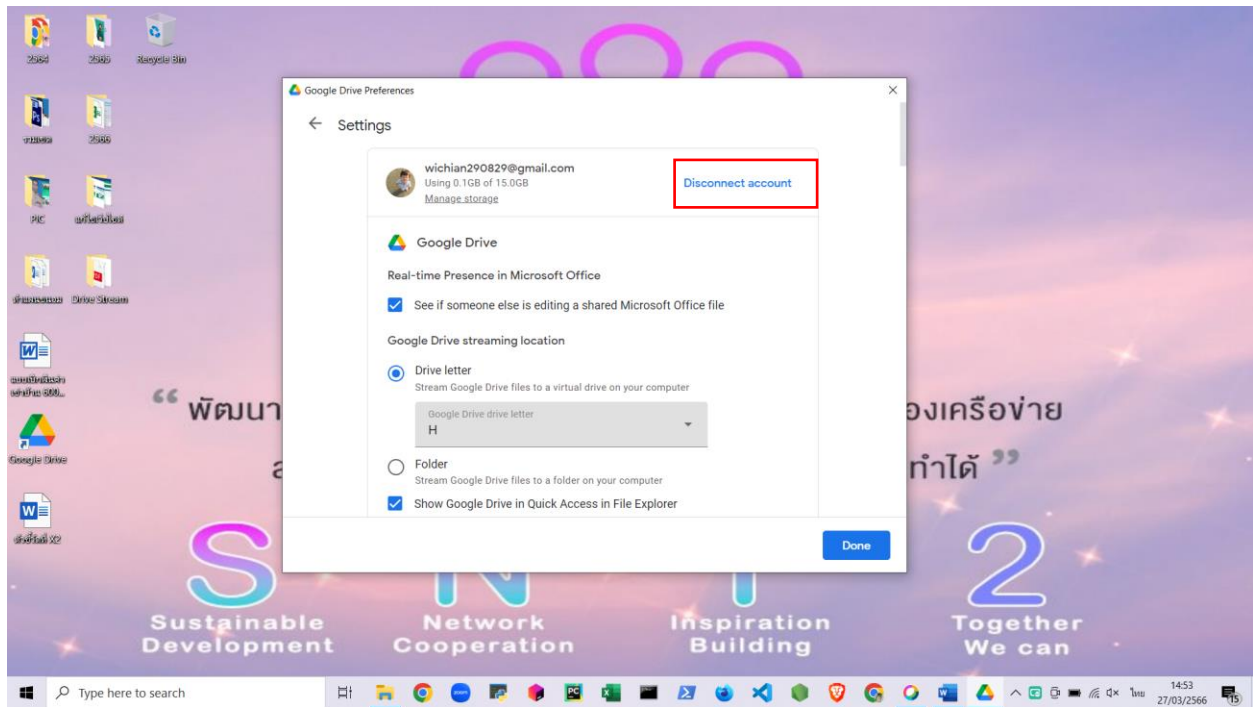 2564
2565
Recycle Bin
2566
PIC
Drive Stream
Google Drive
Google Drive Preferences
Settings
wichian290829@gmail.com
Using 0.1GB of 15.0GB
Manage storage
Disconnect account
Google Drive
Real-time Presence in Microsoft Office
See if someone else is editing a shared Microsoft Office file
Google Drive streaming location
Drive letter
Stream Google Drive files to a virtual drive on your computer
Google Drive drive letter
H
Folder
Stream Google Drive files to a folder on your computer
Show Google Drive in Quick Access in File Explorer
Done
“ พัฒนา
องเครือข่าย
ทำได้ ”
S N I 2
Sustainable Network Inspiration Together
Development Cooperation Building We can
Type here to search
ไทย
14:53
27/03/2566
15